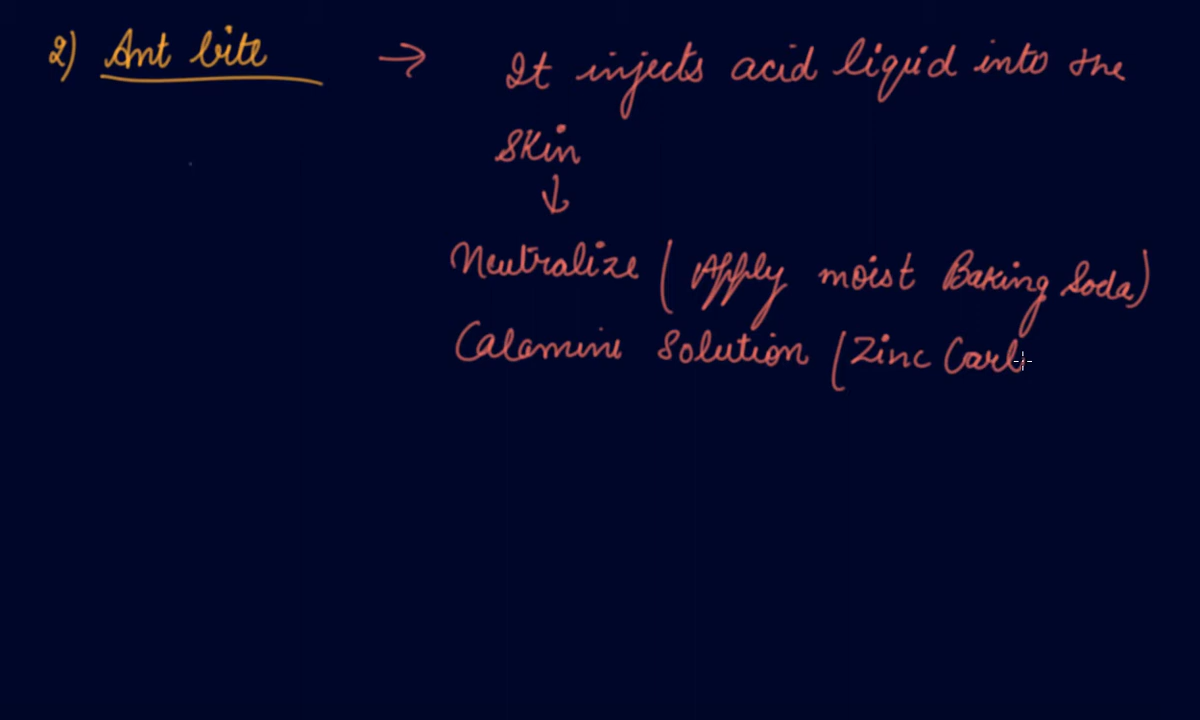 2) Ant bite → It injects acid liquid into the
Skin
↓
Neutralize (Apply moist Baking Soda)
Calamine Solution (Zinc Carb